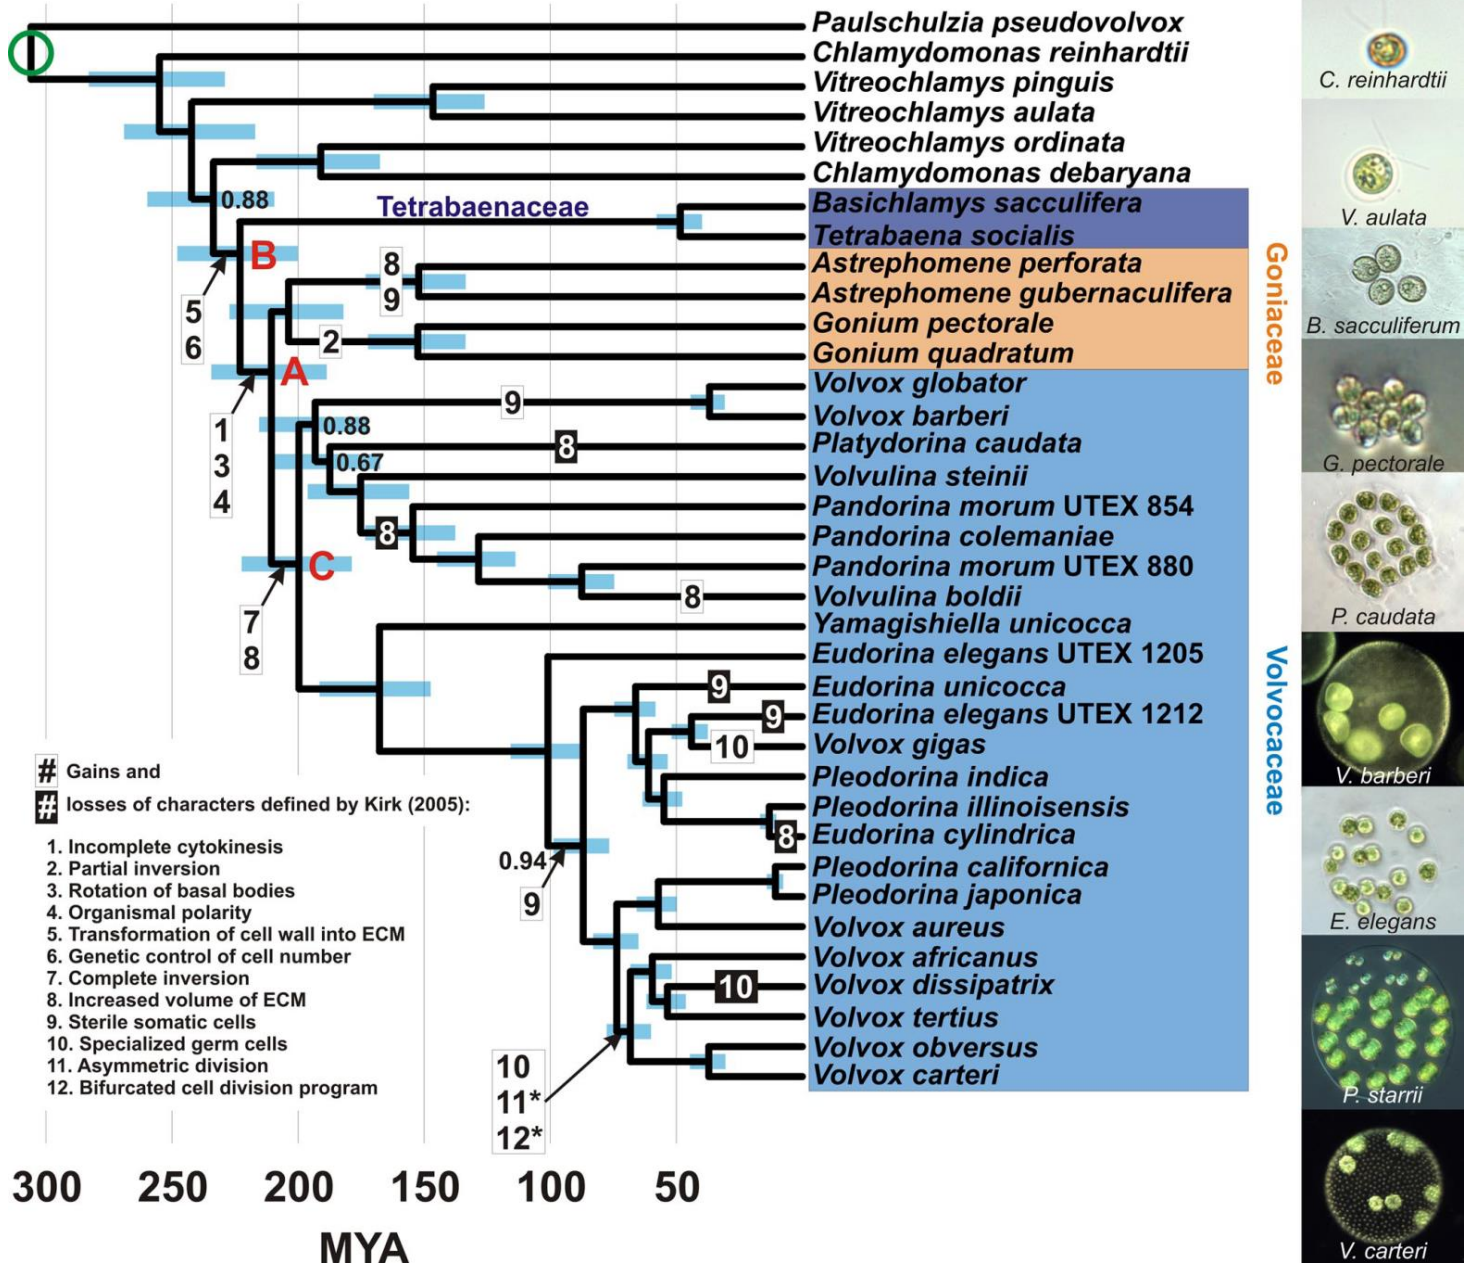 Paulschulzia pseudovolvox
Chlamydomonas reinhardtii
Vitreochlamys pinguis
Vitreochlamys aulata
Vitreochlamys ordinata
Chlamydomonas debaryana
0.88
Tetrabaenaceae
Basichlamys sacculifera
Tetrabaena socialis
B
5
6
8
9
Astrephomene perforata
Astrephomene gubernaculifera
2
Gonium pectorale
Gonium quadratum
Goniaceae
A
1
3
4
9
Volvox globator
Volvox barberi
0.88
8
Platydorina caudata
0.67
Volvulina steinii
Pandorina morum UTEX 854
8
Pandorina colemaniae
C
Pandorina morum UTEX 880
8
Volvulina boldii
7
8
Yamagishiella unicocca
Eudorina elegans UTEX 1205
9
Eudorina unicocca
9
Eudorina elegans UTEX 1212
10
Volvox gigas
Pleodorina indica
Pleodorina illinoisensis
8
Eudorina cylindrica
0.94
9
Pleodorina californica
Pleodorina japonica
Volvox aureus
Volvox africanus
10
Volvox dissipatrix
Volvox tertius
Volvox obversus
Volvox carteri
10
11*
12*
Volvocaceae
# Gains and
# losses of characters defined by Kirk (2005):
1. Incomplete cytokinesis
2. Partial inversion
3. Rotation of basal bodies
4. Organismal polarity
5. Transformation of cell wall into ECM
6. Genetic control of cell number
7. Complete inversion
8. Increased volume of ECM
9. Sterile somatic cells
10. Specialized germ cells
11. Asymmetric division
12. Bifurcated cell division program
300 250 200 150 100 50
MYA
C. reinhardtii
V. aulata
B. sacculiferum
G. pectorale
P. caudata
V. barberi
E. elegans
P. starrii
V. carteri